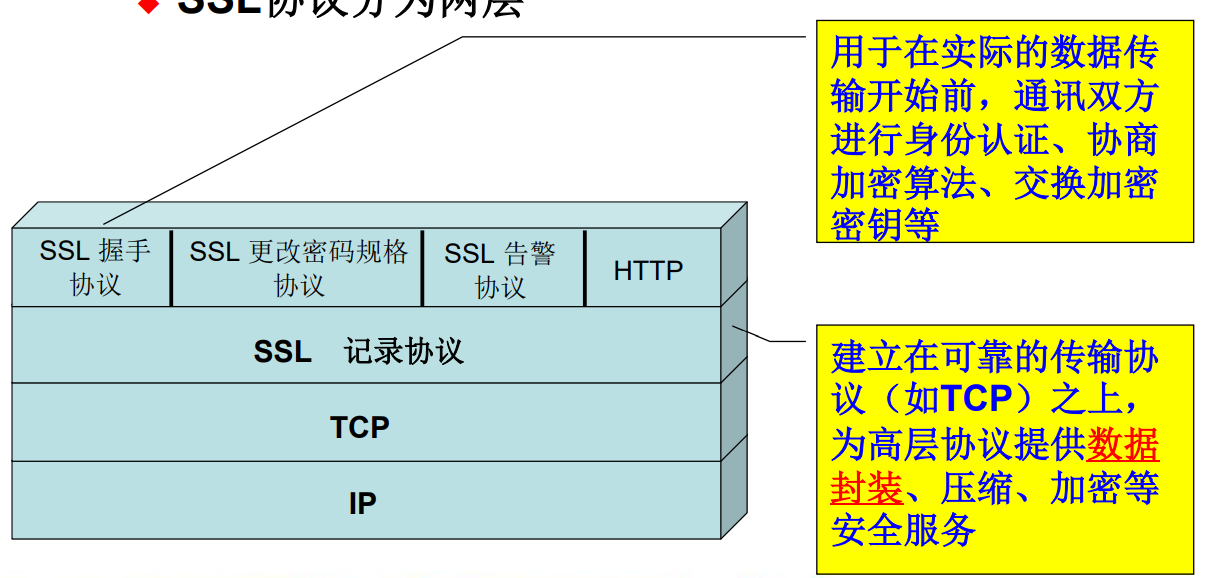 SSL协议分为两层
用于在实际的数据传
输开始前，通讯双方
进行身份认证、协商
加密算法、交换加密
密钥等
SSL 握手
协议
SSL 更改密码规格
协议
SSL 告警
协议
HTTP
SSL 记录协议
TCP
IP
建立在可靠的传输协
议（如TCP）之上，
为高层协议提供数据
封装、压缩、加密等
安全服务